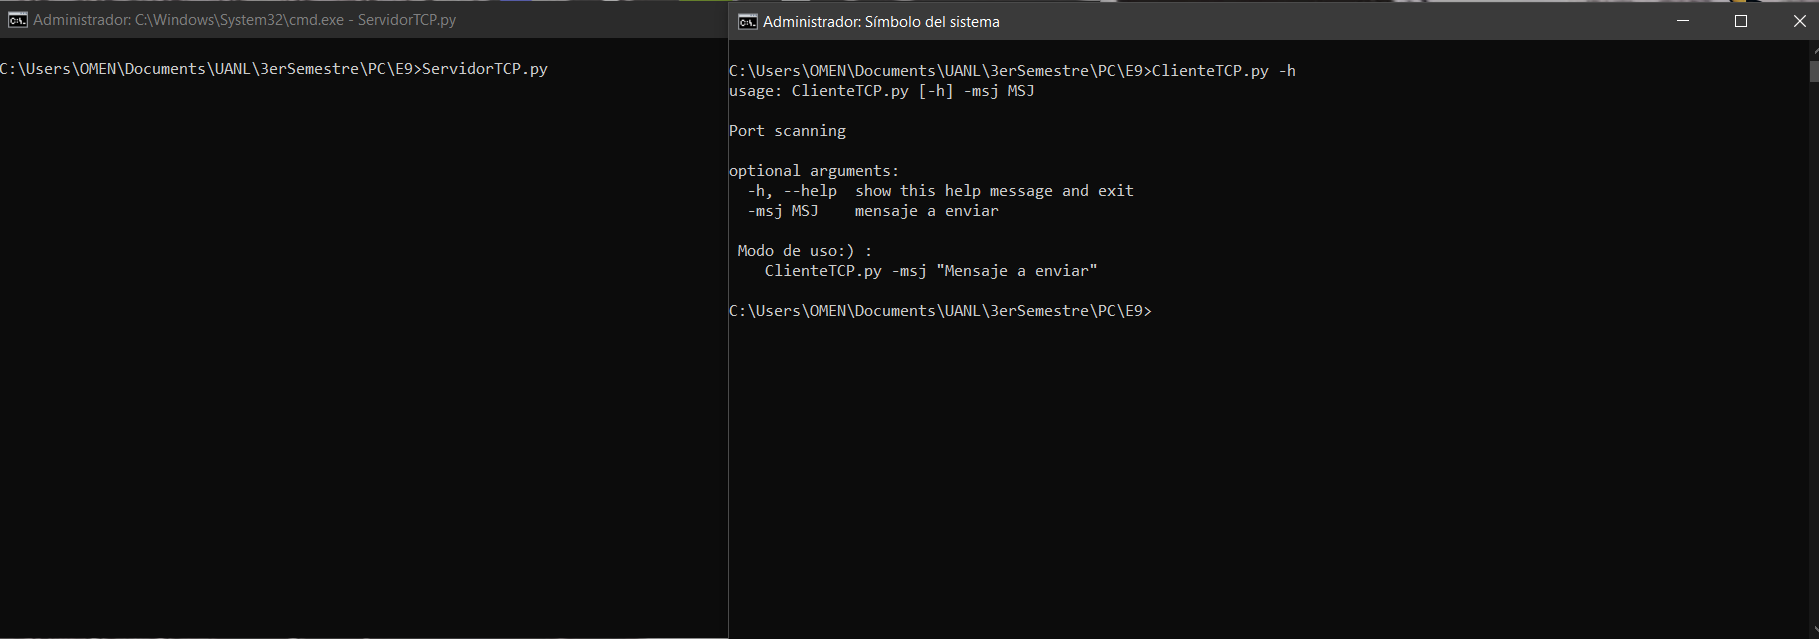 Administrador: C:\Windows\System32\cmd.exe - ServidorTCP.py
C:\Users\OMEN\Documents\UANL\3erSemestre\PC\E9>ServidorTCP.py
Administrador: Símbolo del sistema
C:\Users\OMEN\Documents\UANL\3erSemestre\PC\E9>ClienteTCP.py -h
usage: ClienteTCP.py [-h] -msj MSJ
Port scanning
optional arguments:
  -h, --help  show this help message and exit
  -msj MSJ    mensaje a enviar
 Modo de uso:) :
    ClienteTCP.py -msj "Mensaje a enviar"
C:\Users\OMEN\Documents\UANL\3erSemestre\PC\E9>